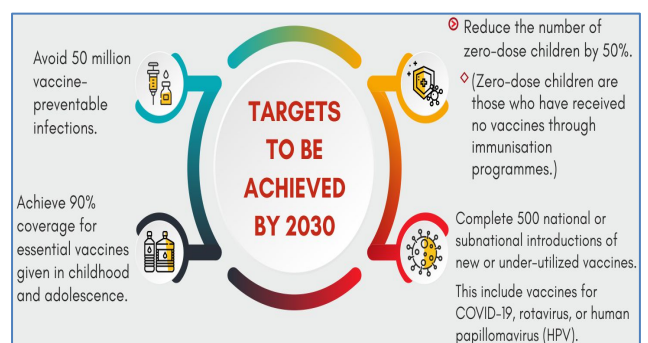 Avoid 50 million
vaccine-
preventable
infections.
Achieve 90%
coverage for
essential vaccines
given in childhood
and adolescence.
TARGETS
TO BE
ACHIEVED
BY 2030
Reduce the number of
zero-dose children by 50%.
(Zero-dose children are
those who have received
no vaccines through
immunisation
programmes.)
Complete 500 national or
subnational introductions of
new or under-utilized vaccines.
This include vaccines for
COVID-19, rotavirus, or human
papillomavirus (HPV).